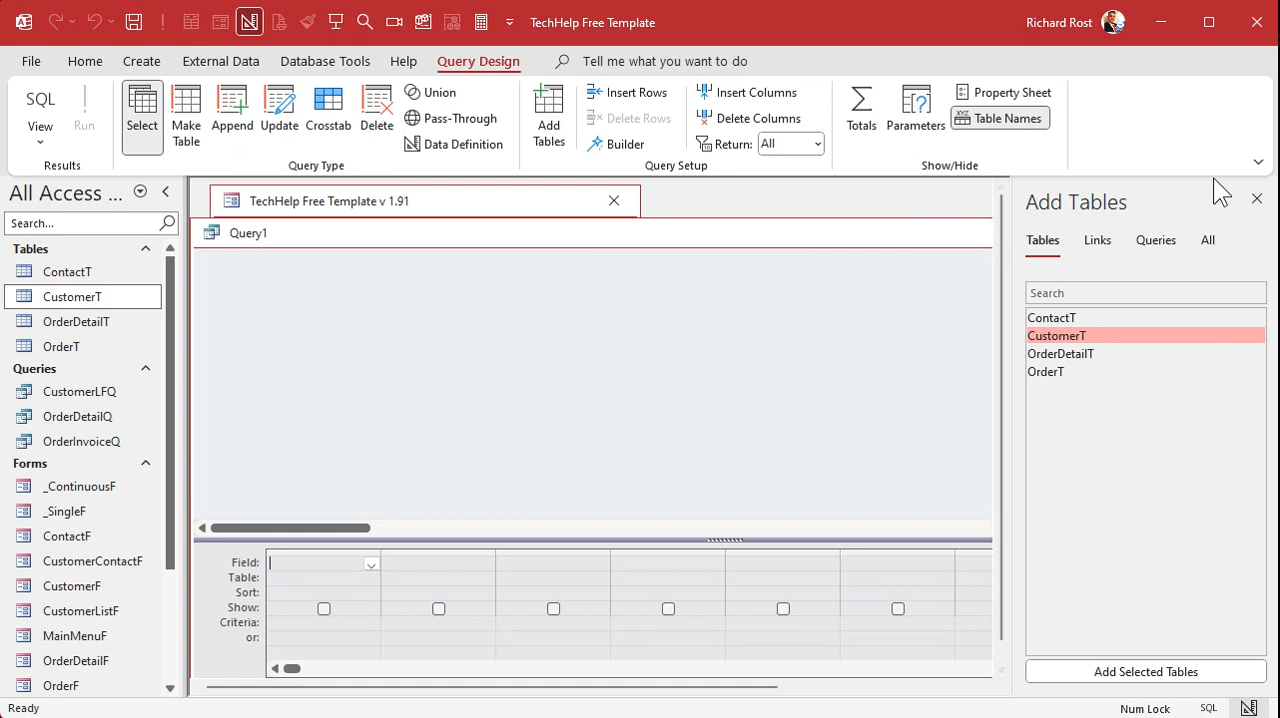 TechHelp Free Template
Richard Rost
File Home Create External Data Database Tools Help Query Design Tell me what you want to do
SQL View
Run
Results
Select
Make Table
Append
Update
Crosstab
Delete
Union
Pass-Through
Data Definition
Query Type
Add Tables
Insert Rows
Delete Rows
Builder
Insert Columns
Delete Columns
Return: All
Query Setup
Totals
Parameters
Property Sheet
Table Names
Show/Hide
All Access ...
Search...
Tables
ContactT
CustomerT
OrderDetailT
OrderT
Queries
CustomerLFQ
OrderDetailQ
OrderInvoiceQ
Forms
_ContinuousF
_SingleF
ContactF
CustomerContactF
CustomerF
CustomerListF
MainMenuF
OrderDetailF
OrderF
TechHelp Free Template v 1.91
Query1
Field:
Table:
Sort:
Show:
Criteria:
or:
Add Tables
Tables Links Queries All
Search
ContactT
CustomerT
OrderDetailT
OrderT
Add Selected Tables
Ready
Num Lock SQL